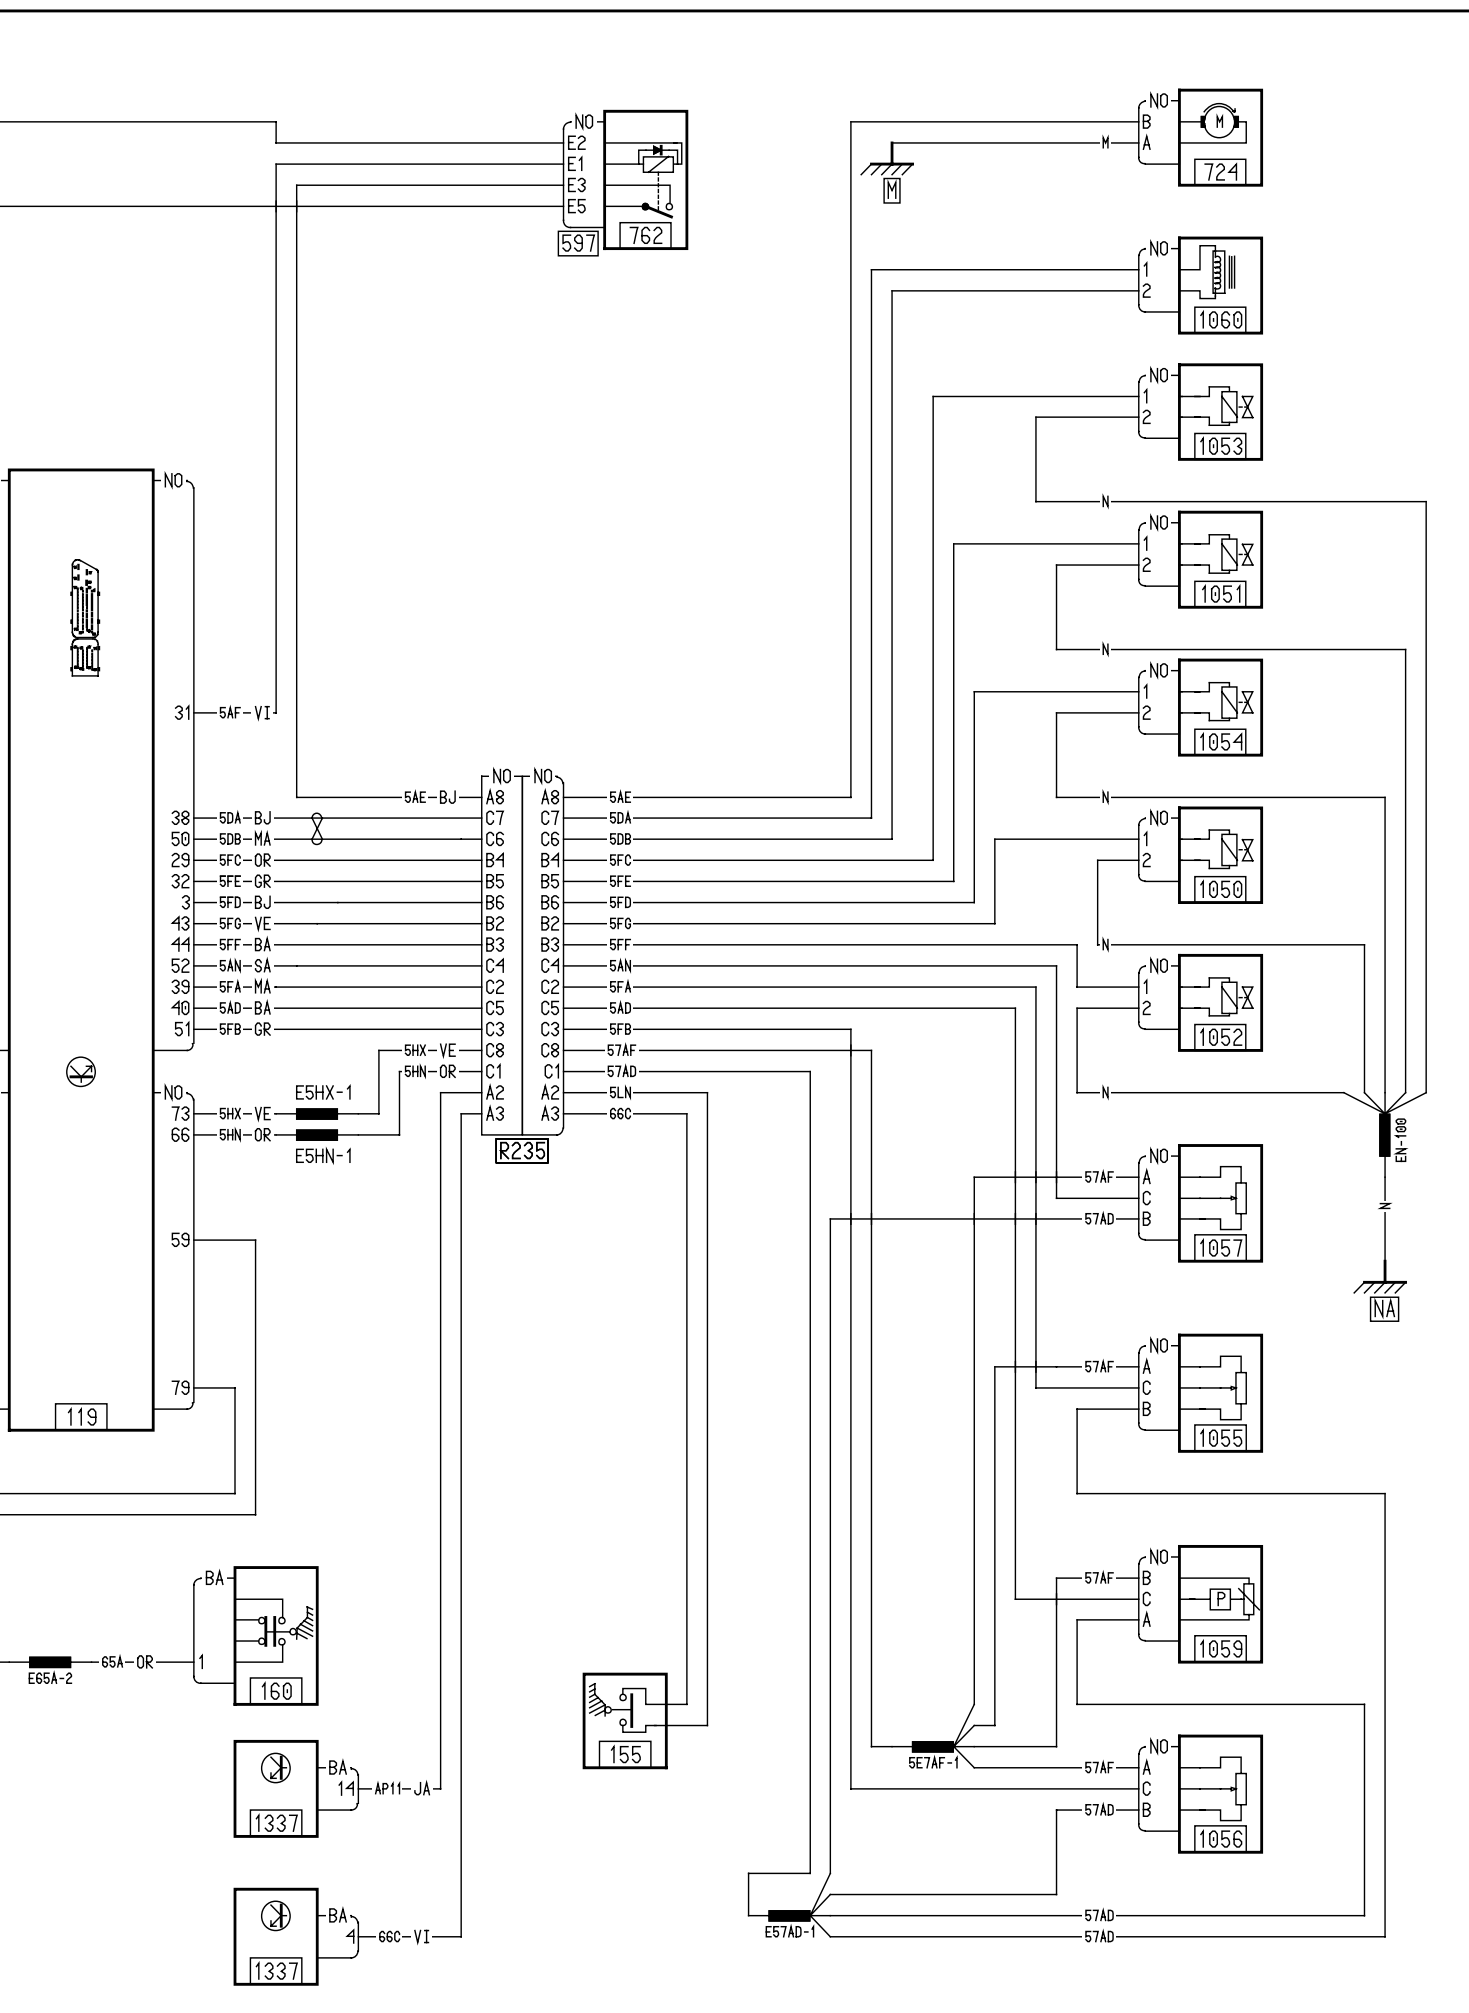 NO
E2
E1
E3
E5
597
762
NO
B
M
A
M
724
M
NO
1
2
1060
NO
1
2
1053
N
NO
1
2
1051
N
NO
1
2
1054
N
NO
1
2
1050
N
NO
1
2
1052
N
EN-100
N
NA
NO
31 5AF-VI
38 5DA-BJ
50 5DB-MA
29 5FC-OR
32 5FE-GR
3 5FD-BJ
43 5FG-VE
44 5FF-BA
52 5AN-SA
39 5FA-MA
40 5AD-BA
51 5FB-GR
K
NO
73 5HX-VE
66 5HN-OR
E5HX-1
E5HN-1
59
79
119
NO NO
5AE-BJ A8 A8 5AE
C7 C7 5DA
C6 C6 5DB
B4 B4 5FC
B5 B5 5FE
B6 B6 5FD
B2 B2 5FG
B3 B3 5FF
C4 C4 5AN
C2 C2 5FA
C5 C5 5AD
C3 C3 5FB
5HX-VE C8 C8 57AF
5HN-OR C1 C1 57AD
A2 A2 5LN
A3 A3 66C
R235
NO
57AF A
C
57AD B
1057
NO
57AF A
C
B
1055
NO
57AF B
C P
A
1059
NO
57AF A
C
57AD B
1056
5E7AF-1
E57AD-1
57AD
57AD
BA
E65A-2
65A-OR 1
160
155
BA
14 AP11-JA
1337
BA
4 66C-VI
1337